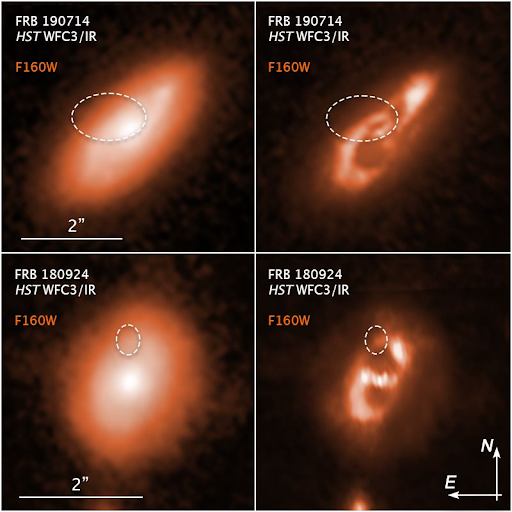 FRB 190714
HST WFC3/IR
F160W
2”
FRB 190714
HST WFC3/IR
F160W
FRB 180924
HST WFC3/IR
F160W
2”
FRB 180924
HST WFC3/IR
F160W
N
E